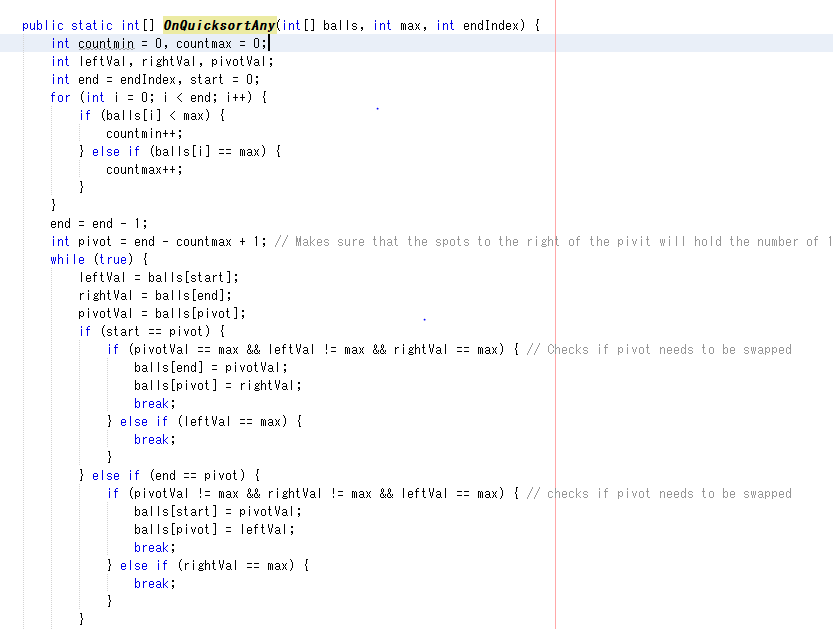 public static int[] OnQuicksortAny(int[] balls, int max, int endIndex) {
int countmin = 0, countmax = 0;
int leftVal, rightVal, pivotVal;
int end = endIndex, start = 0;
for (int i = 0; i < end; i++) {
if (balls[i] < max) {
countmin++;
} else if (balls[i] == max) {
countmax++;
}
}
end = end - 1;
int pivot = end - countmax + 1; // Makes sure that the spots to the right of the pivit will hold the number of 1
while (true) {
leftVal = balls[start];
rightVal = balls[end];
pivotVal = balls[pivot];
if (start == pivot) {
if (pivotVal == max && leftVal != max && rightVal == max) { // Checks if pivot needs to be swapped
balls[end] = pivotVal;
balls[pivot] = rightVal;
break;
} else if (leftVal == max) {
break;
}
} else if (end == pivot) {
if (pivotVal != max && rightVal != max && leftVal == max) { // checks if pivot needs to be swapped
balls[start] = pivotVal;
balls[pivot] = leftVal;
break;
} else if (rightVal == max) {
break;
}
}